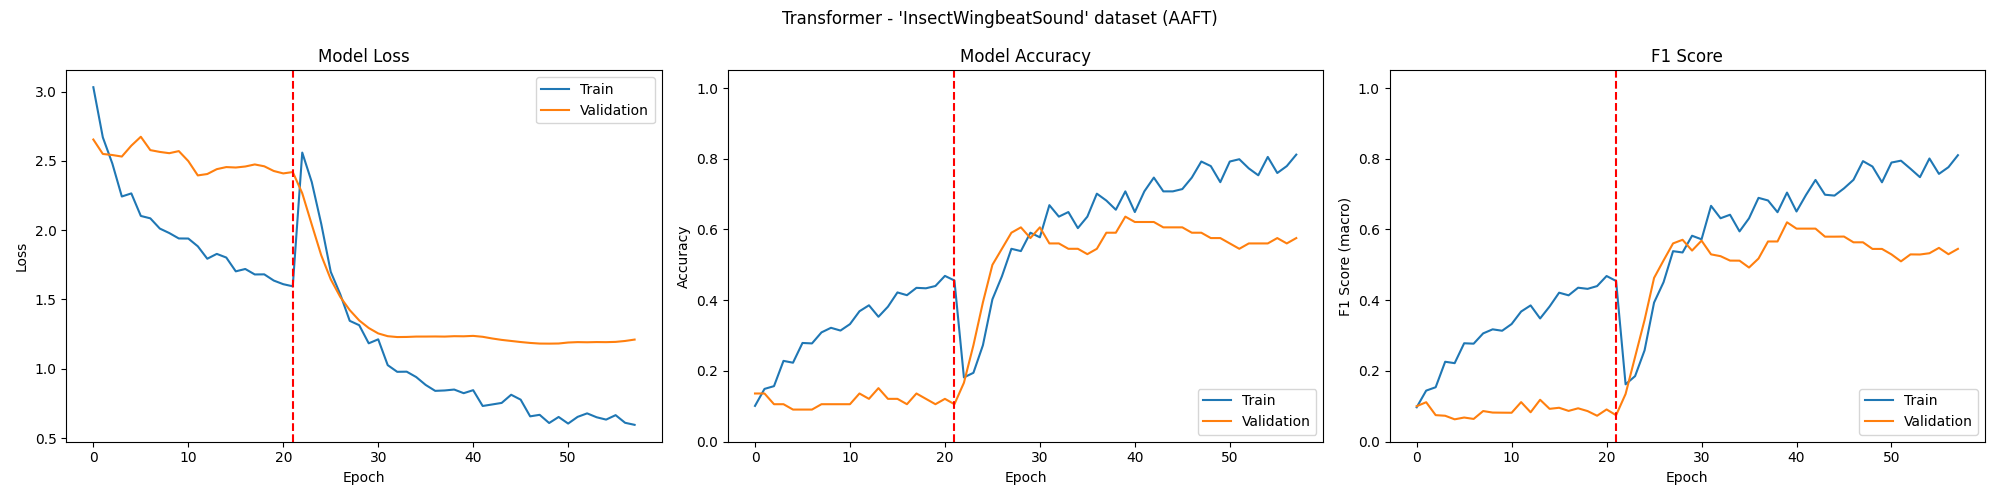 Transformer - 'InsectWingbeatSound' dataset (AAFT)
Model Loss
Loss
3.0
2.5
2.0
1.5
1.0
0.5
0 10 20 30 40 50
Epoch
Train
Validation
Model Accuracy
Accuracy
1.0
0.8
0.6
0.4
0.2
0.0
0 10 20 30 40 50
Epoch
Train
Validation
F1 Score
F1 Score (macro)
1.0
0.8
0.6
0.4
0.2
0.0
0 10 20 30 40 50
Epoch
Train
Validation